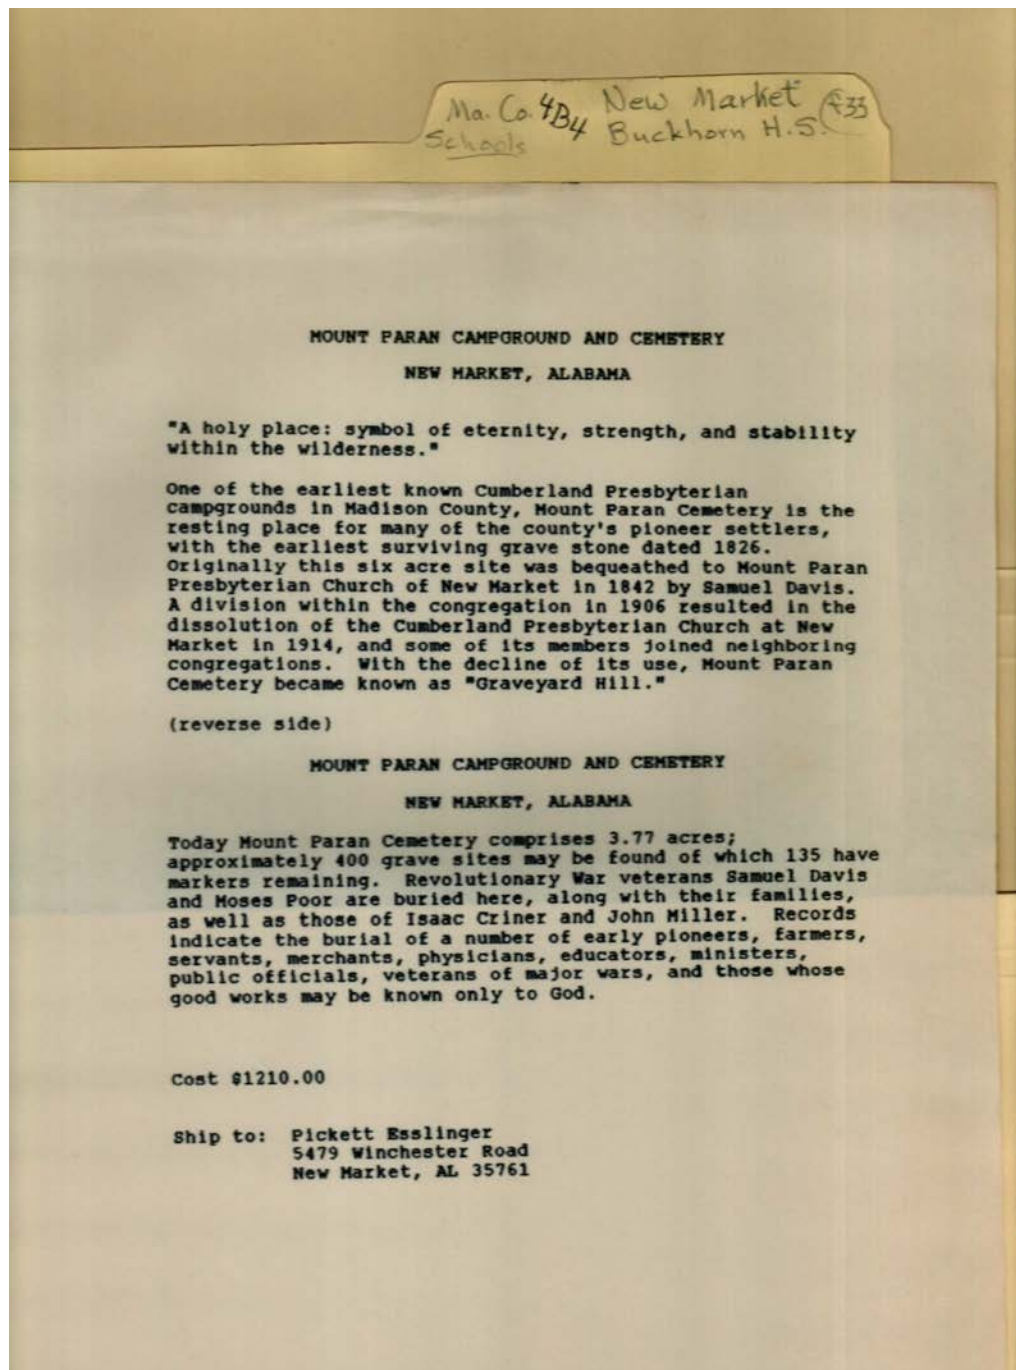 Ma. Co. 4B4 New Market F33
Schools Buckhorn H.S.
MOUNT PARAN CAMPGROUND AND CEMETERY
NEW MARKET, ALABAMA
"A holy place: symbol of eternity, strength, and stability
within the wilderness."
One of the earliest known Cumberland Presbyterian
campgrounds in Madison County, Mount Paran Cemetery is the
resting place for many of the county's pioneer settlers,
with the earliest surviving grave stone dated 1826.
Originally this six acre site was bequeathed to Mount Paran
Presbyterian Church of New Market in 1842 by Samuel Davis.
A division within the congregation in 1906 resulted in the
dissolution of the Cumberland Presbyterian Church at New
Market in 1914, and some of its members joined neighboring
congregations. With the decline of its use, Mount Paran
Cemetery became known as "Graveyard Hill."
(reverse side)
MOUNT PARAN CAMPGROUND AND CEMETERY
NEW MARKET, ALABAMA
Today Mount Paran Cemetery comprises 3.77 acres;
approximately 400 grave sites may be found of which 135 have
markers remaining. Revolutionary War veterans Samuel Davis
and Moses Poor are buried here, along with their families,
as well as those of Isaac Criner and John Miller. Records
indicate the burial of a number of early pioneers, farmers,
servants, merchants, physicians, educators, ministers,
public officials, veterans of major wars, and those whose
good works may be known only to God.
Cost $1210.00
Ship to: Pickett Esslinger
5479 Winchester Road
New Market, AL 35761